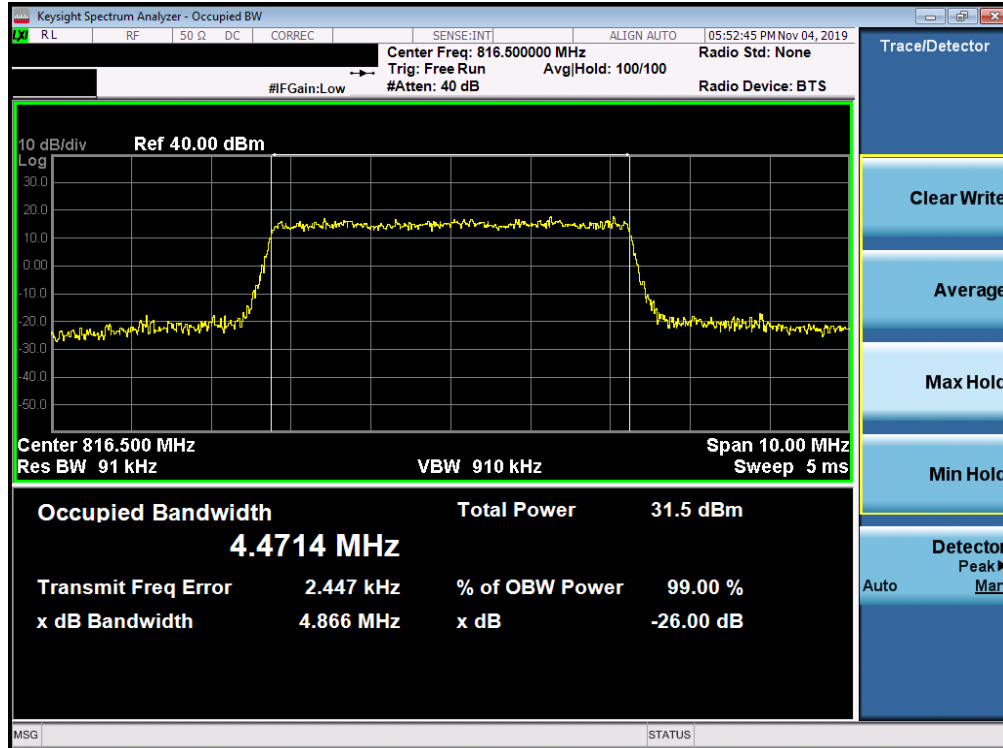 Keysight Spectrum Analyzer - Occupied BW
LXI RL RF 50 Ω DC CORREC SENSE:INT ALIGN AUTO 05:52:45 PM Nov 04, 2019
Center Freq: 816.500000 MHz Radio Std: None
Trig: Free Run Avg|Hold: 100/100
#IFGain:Low #Atten: 40 dB Radio Device: BTS
Trace/Detector
10 dB/div Ref 40.00 dBm
Log
30.0
20.0
10.0
0.00
-10.0
-20.0
-30.0
-40.0
-50.0
Center 816.500 MHz Span 10.00 MHz
Res BW 91 kHz VBW 910 kHz Sweep 5 ms
Occupied Bandwidth Total Power 31.5 dBm
4.4714 MHz
Transmit Freq Error 2.447 kHz % of OBW Power 99.00 %
x dB Bandwidth 4.866 MHz x dB -26.00 dB
Clear Write
Average
Max Hold
Min Hold
Detector
Peak
Auto Man
MSG STATUS